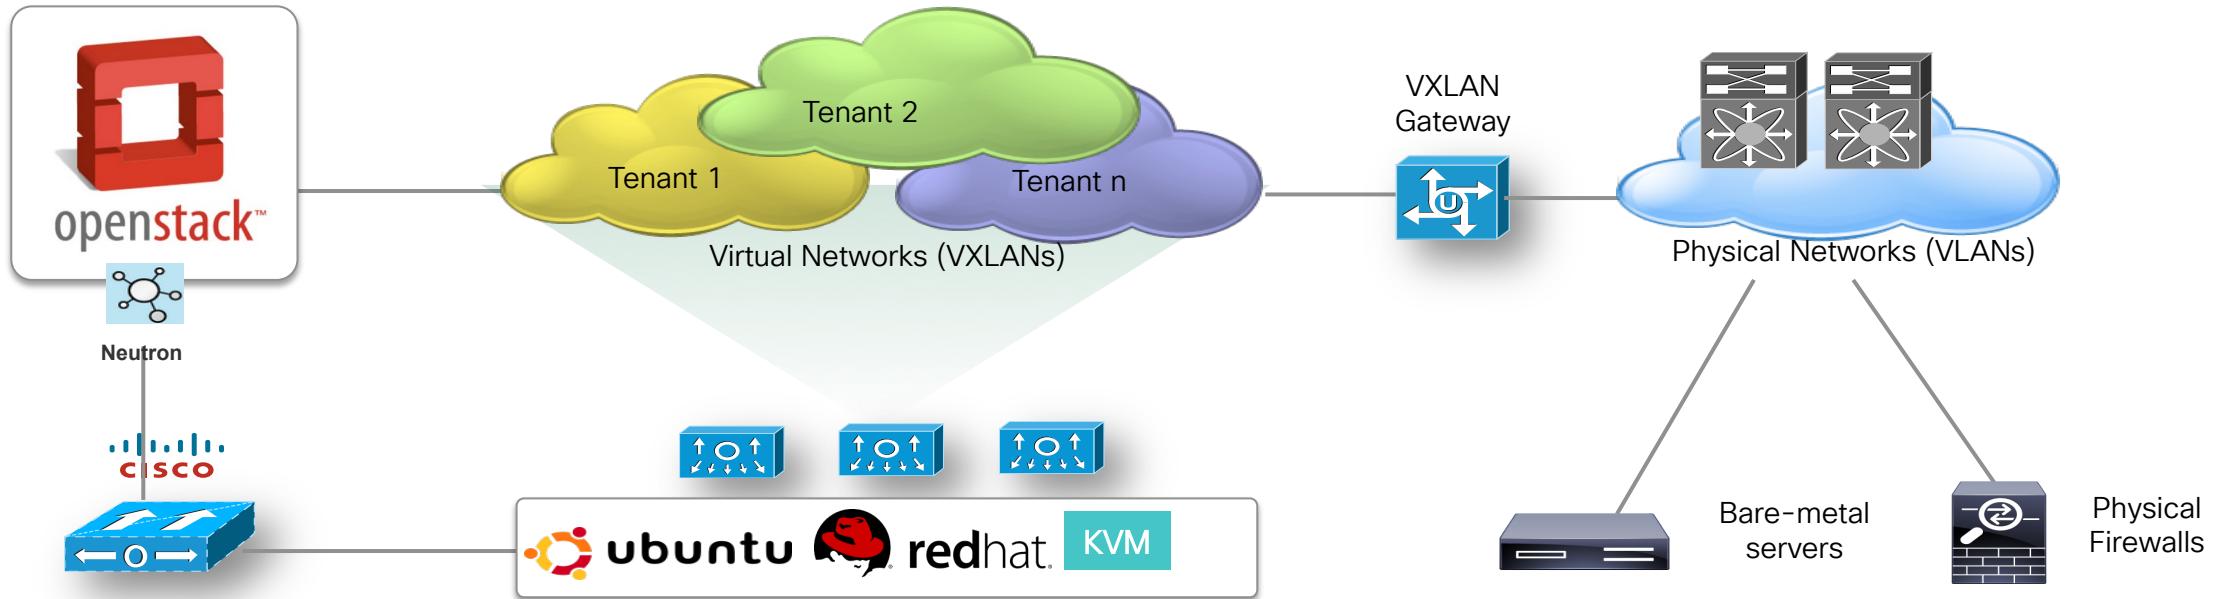 openstack™
Neutron
CISCO
Tenant 1
Tenant 2
Tenant n
Virtual Networks (VXLANs)
ubuntu
redhat.
KVM
VXLAN
Gateway
U
Physical Networks (VLANs)
Bare-metal
servers
Physical
Firewalls